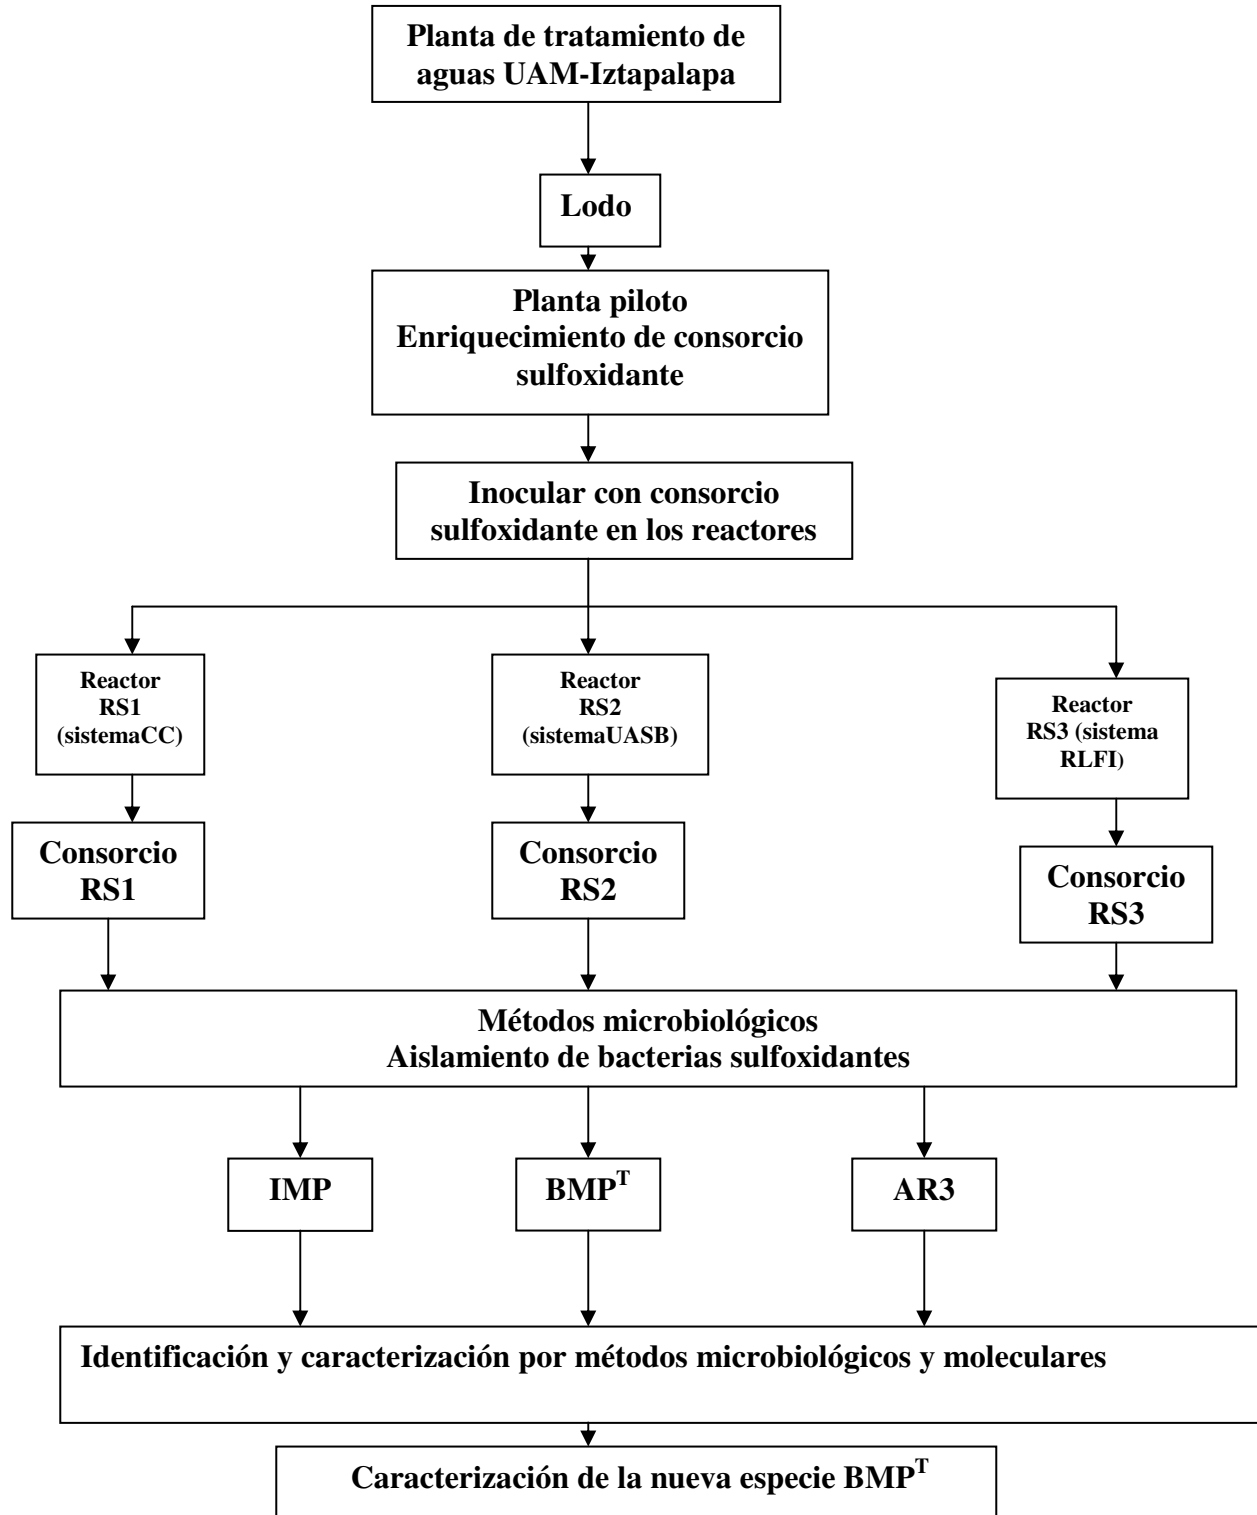 Planta de tratamiento de
aguas UAM-Iztapalapa
Lodo
Planta piloto
Enriquecimiento de consorcio
sulfoxidante
Inocular con consorcio
sulfoxidante en los reactores
Reactor
RS1
(sistemaCC)
Reactor
RS2
(sistemaUASB)
Reactor
RS3 (sistema
RLFI)
Consorcio
RS1
Consorcio
RS2
Consorcio
RS3
Métodos microbiológicos
Aislamiento de bacterias sulfoxidantes
IMP
BMP^T
AR3
Identificación y caracterización por métodos microbiológicos y moleculares
Caracterización de la nueva especie BMP^T